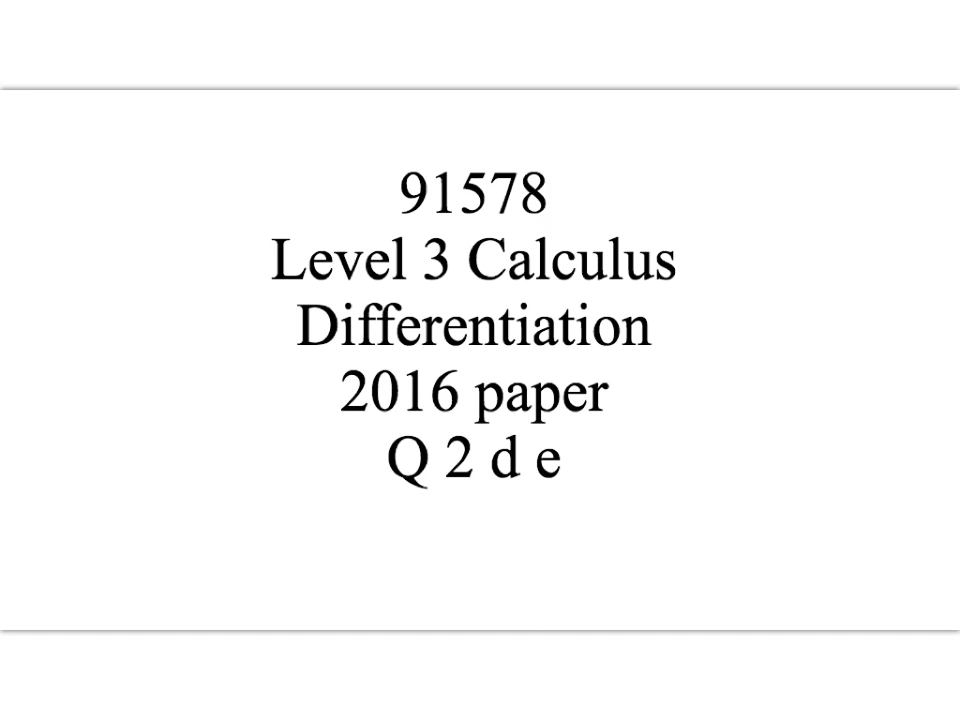 91578
Level 3 Calculus
Differentiation
2016 paper
Q 2 d e